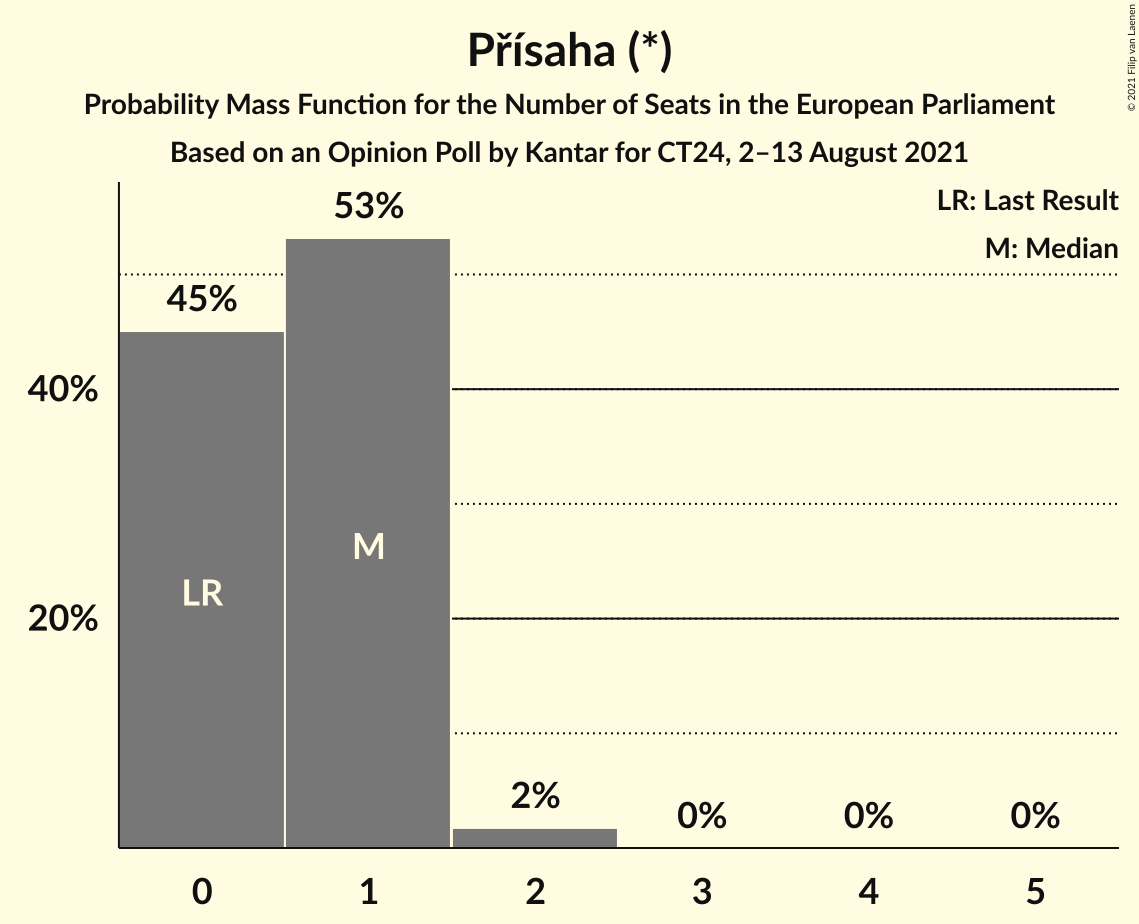 Přísaha (*)
Probability Mass Function for the Number of Seats in the European Parliament
Based on an Opinion Poll by Kantar for CT24, 2–13 August 2021
© 2021 Filip van Laenen
LR: Last Result
M: Median
53%
45%
40%
M
LR
20%
2%
0%
0%
0%
0
1
2
3
4
5